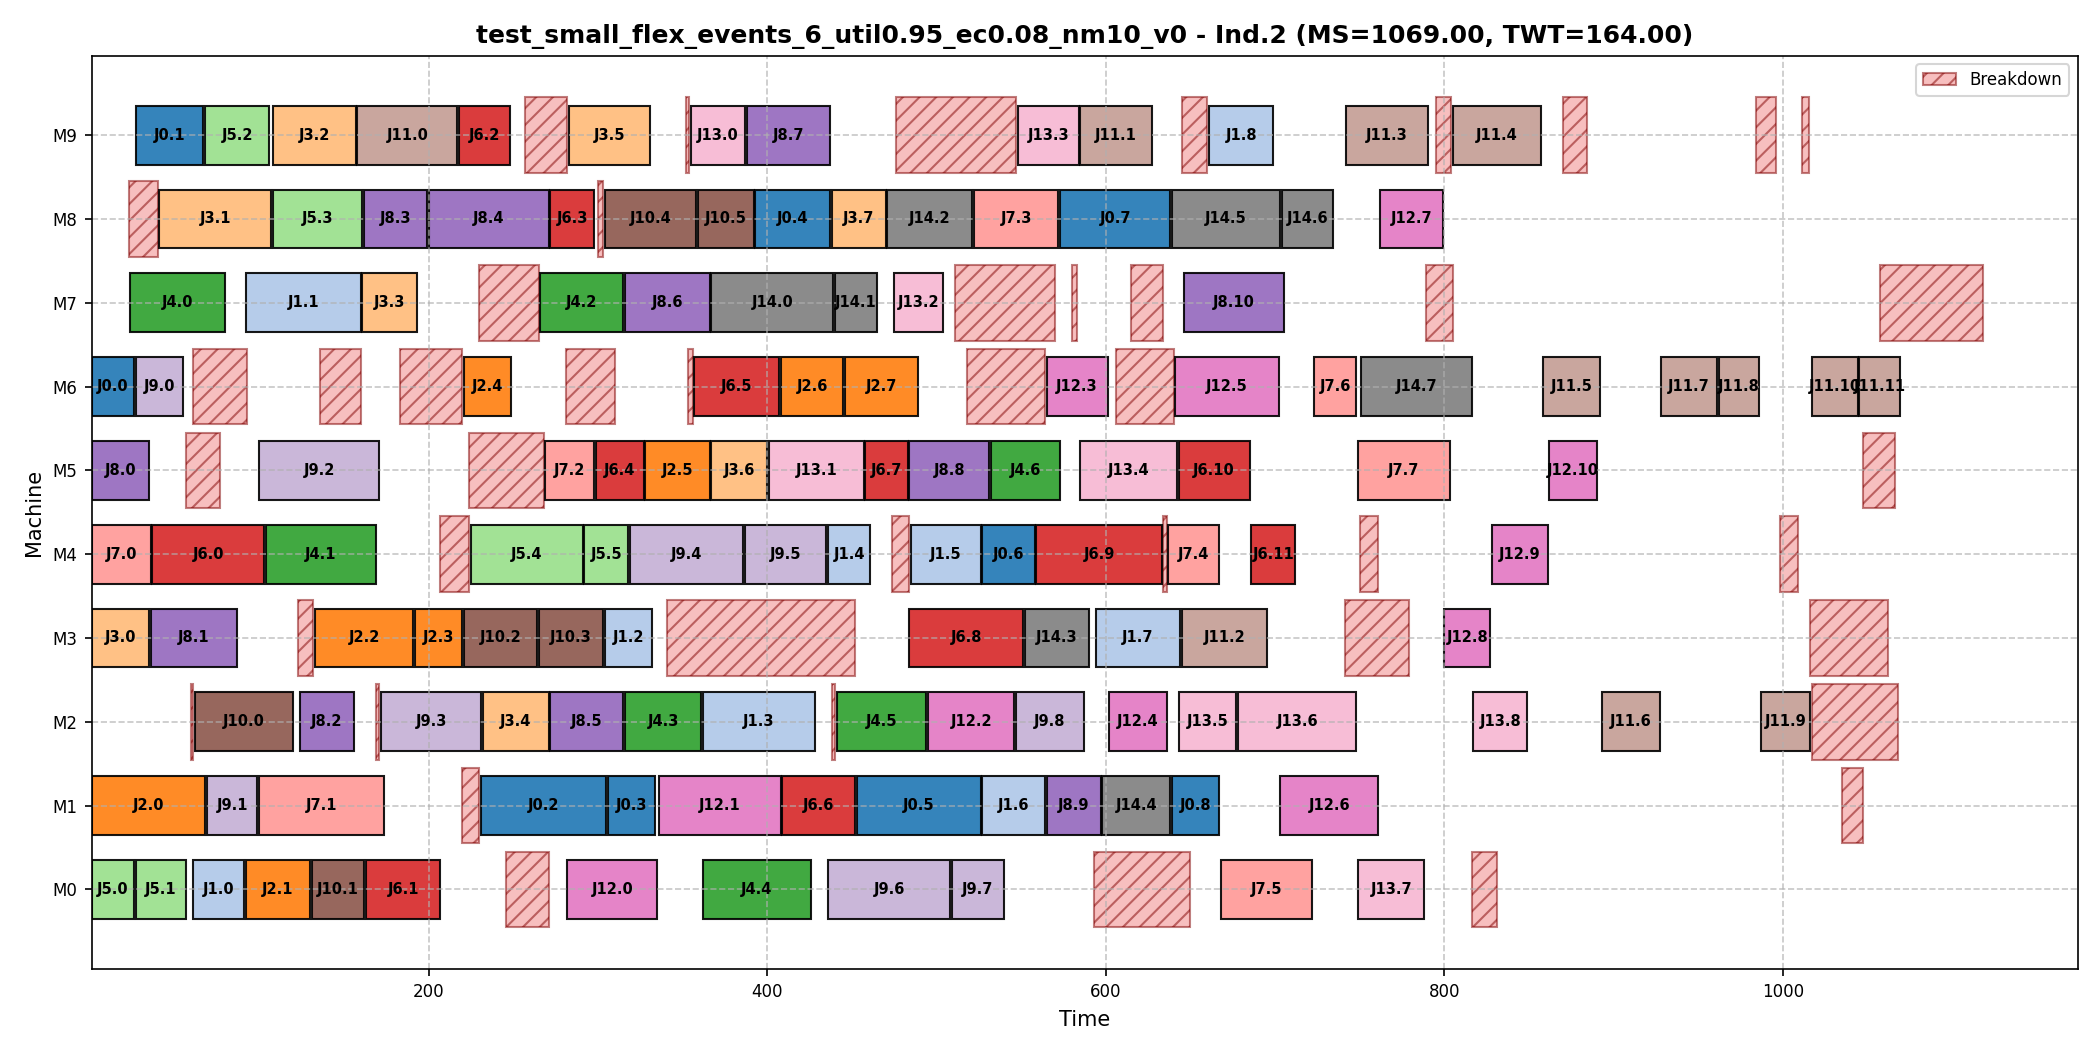 test_small_flex_events_6_util0.95_ec0.08_nm10_v0 - Ind.2 (MS=1069.00, TWT=164.00)
Breakdown
M9 J0.1 J5.2 J3.2 J11.0 J6.2 J3.5 J13.0 J8.7 J13.3 J11.1 J1.8 J11.3 J11.4
M8 J3.1 J5.3 J8.3 J8.4 J6.3 J10.4 J10.5 J0.4 J3.7 J14.2 J7.3 J0.7 J14.5 J14.6 J12.7
M7 J4.0 J1.1 J3.3 J4.2 J8.6 J14.0 J14.1 J13.2 J8.10
M6 J0.0 J9.0 J2.4 J6.5 J2.6 J2.7 J12.3 J12.5 J7.6 J14.7 J11.5 J11.7 J11.8 J11.10 J11.11
M5 J8.0 J9.2 J7.2 J6.4 J2.5 J3.6 J13.1 J6.7 J8.8 J4.6 J13.4 J6.10 J7.7 J12.10
M4 J7.0 J6.0 J4.1 J5.4 J5.5 J9.4 J9.5 J1.4 J1.5 J0.6 J6.9 J7.4 J6.11 J12.9
M3 J3.0 J8.1 J2.2 J2.3 J10.2 J10.3 J1.2 J6.8 J14.3 J1.7 J11.2 J12.8
M2 J10.0 J8.2 J9.3 J3.4 J8.5 J4.3 J1.3 J4.5 J12.2 J9.8 J12.4 J13.5 J13.6 J13.8 J11.6 J11.9
M1 J2.0 J9.1 J7.1 J0.2 J0.3 J12.1 J6.6 J0.5 J1.6 J8.9 J14.4 J0.8 J12.6
M0 J5.0 J5.1 J1.0 J2.1 J10.1 J6.1 J12.0 J4.4 J9.6 J9.7 J7.5 J13.7
200 400 600 800 1000
Time
Machine